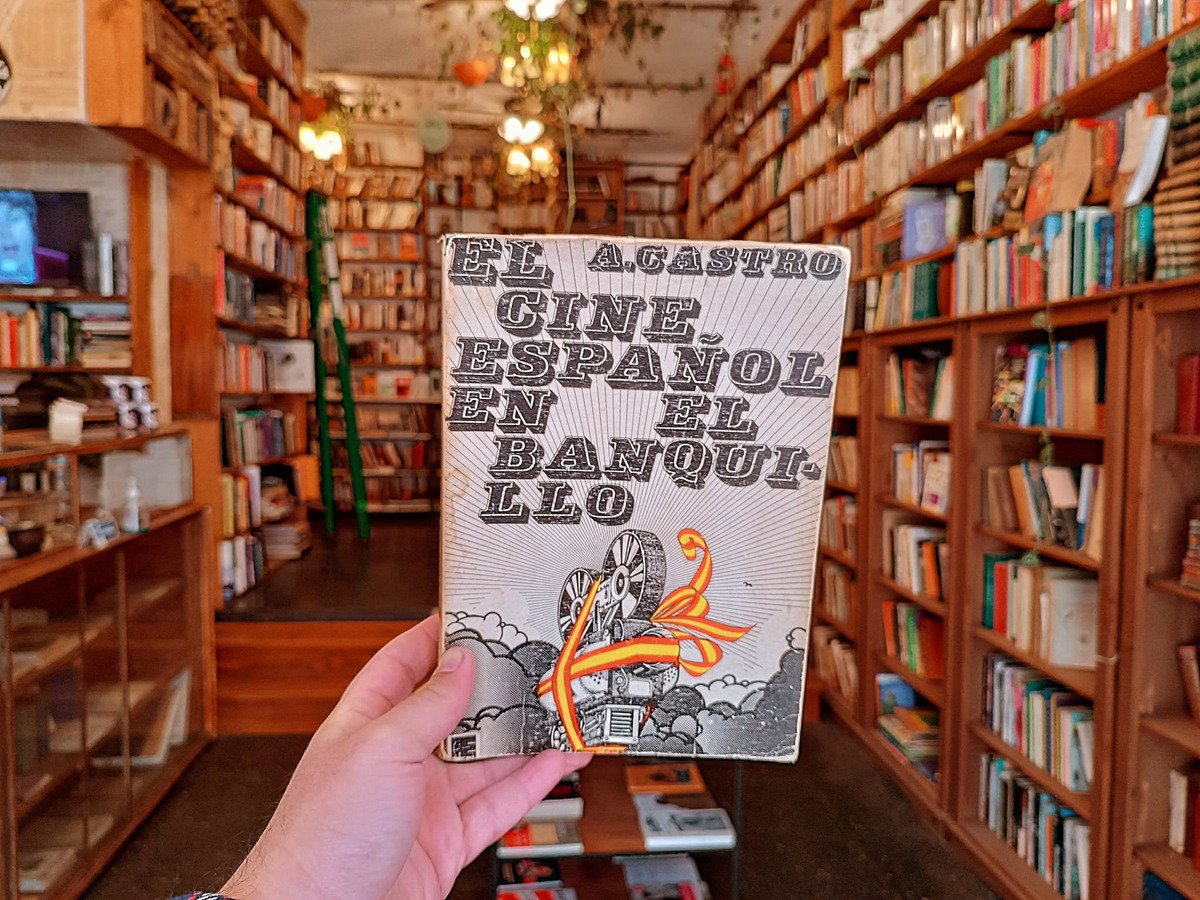 EL A.CASTRO
CINE
ESPAÑOL
EN EL
BANQUI-
LLO